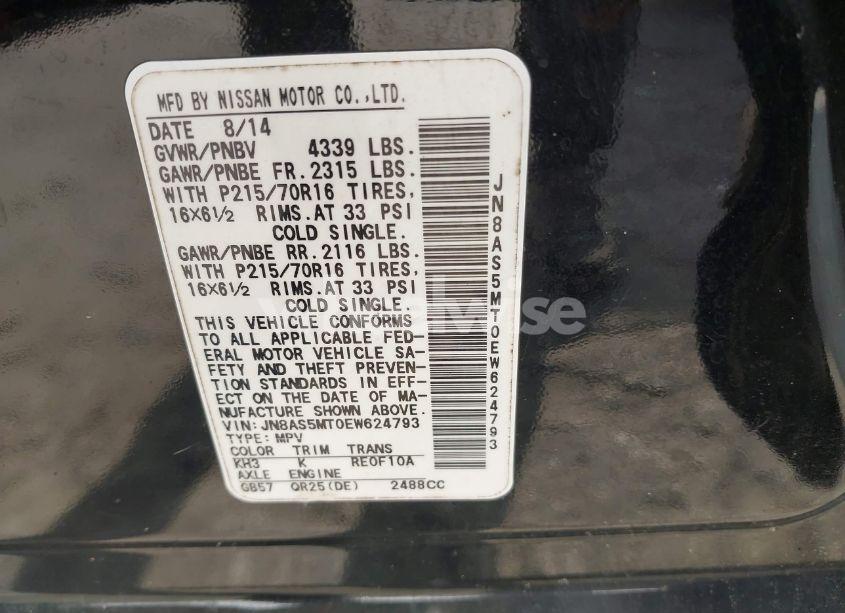 MFD BY NISSAN MOTOR CO.,LTD.
DATE 8/14
GVWR/PNBV 4339 LBS.
GAWR/PNBE FR.2315 LBS.
WITH P215/70R16 TIRES,
16X6½ RIMS.AT 33 PSI
COLD SINGLE.
GAWR/PNBE RR.2116 LBS.
WITH P215/70R16 TIRES,
16X6½ RIMS.AT 33 PSI
COLD SINGLE.
THIS VEHICLE CONFORMS
TO ALL APPLICABLE FED-
ERAL MOTOR VEHICLE SA-
FETY AND THEFT PREVEN-
TION STANDARDS IN EFF-
ECT ON THE DATE OF MA-
NUFACTURE SHOWN ABOVE.
VIN:JN8AS5MT0EW624793
TYPE:MPV
COLOR TRIM TRANS
KH3 K RE0F10A
AXLE ENGINE
GB57 QR25(DE) 2488CC
JN8AS5MT0EW624793